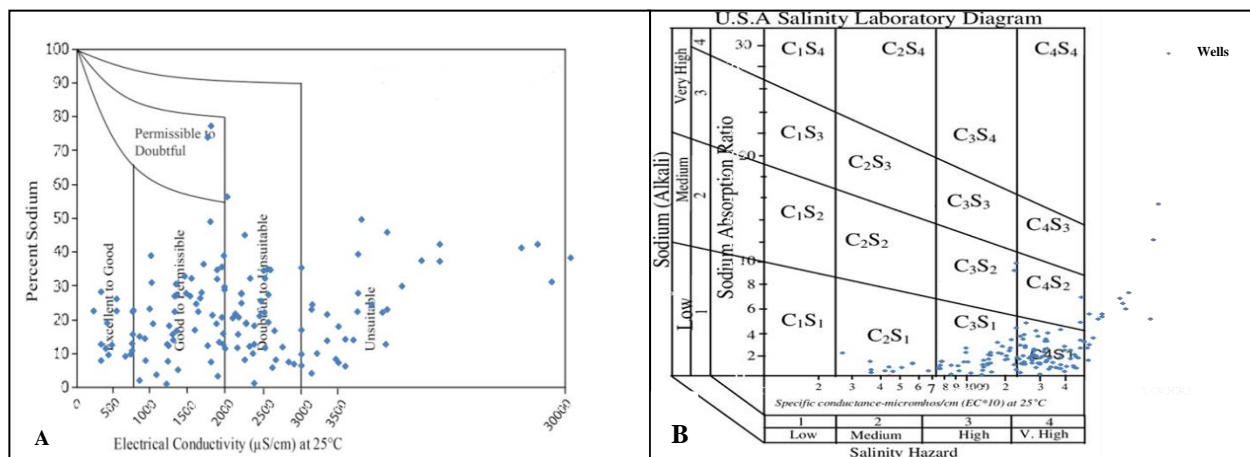 100
90
80
70
60
50
40
30
20
10
0
Percent Sodium
Permissible to
Doubtful
Excellent to Good
Good to Permissible
Doubtful to Unsuitable
Unsuitable
0
500
1000
1500
2000
2500
3000
3500
30000
A
Electrical Conductivity (µS/cm) at 25°C
U.S.A Salinity Laboratory Diagram
Wells
Sodium (Alkali)
Very High
Medium
Low
4
3
2
1
Sodium Absorption Ratio
30
20
10
8
6
4
2
C1S4 C2S4 C4S4
C1S3 C2S3 C3S4
C1S2 C2S2 C3S3 C4S3
C3S2 C4S2
C1S1 C2S1 C3S1 C4S1
2 3 4 5 6 7 8 9 1000 2 3 4
Specific conductance-micromhos/cm (EC*10) at 25°C
1 2 3 4
Low Medium High V. High
B
Salinity Hazard